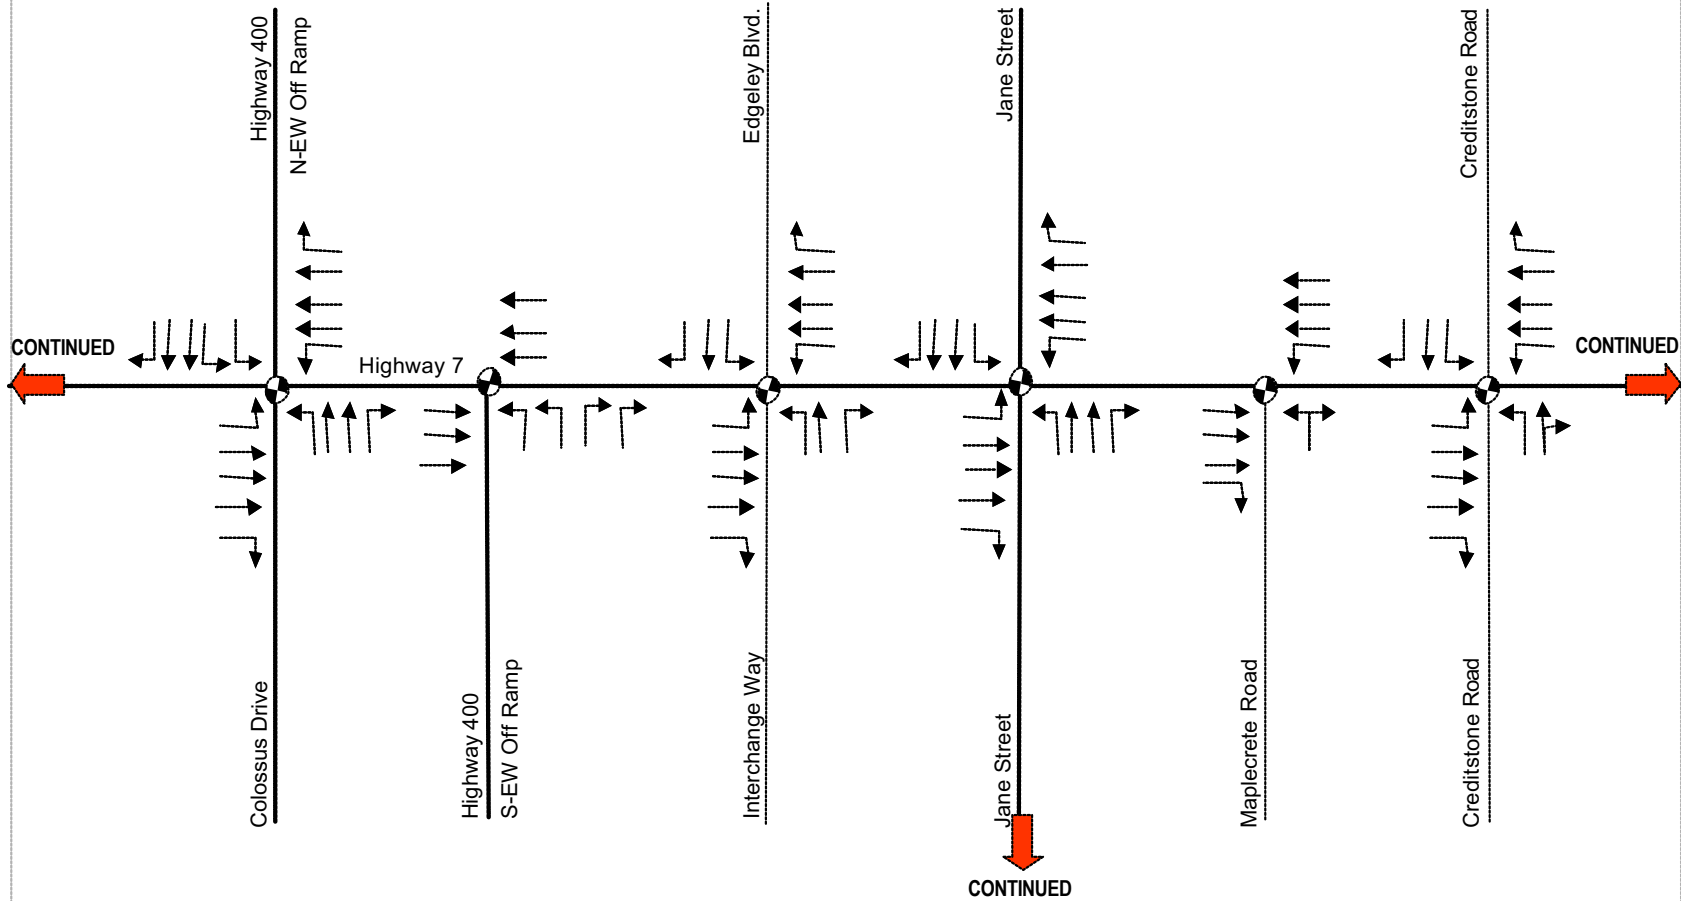 Highway 400
N-EW Off Ramp
Edgeley Blvd.
Jane Street
Creditstone Road
CONTINUED
Highway 7
CONTINUED
Colossus Drive
Highway 400
S-EW Off Ramp
Interchange Way
Jane Street
Maplecrete Road
Creditstone Road
CONTINUED